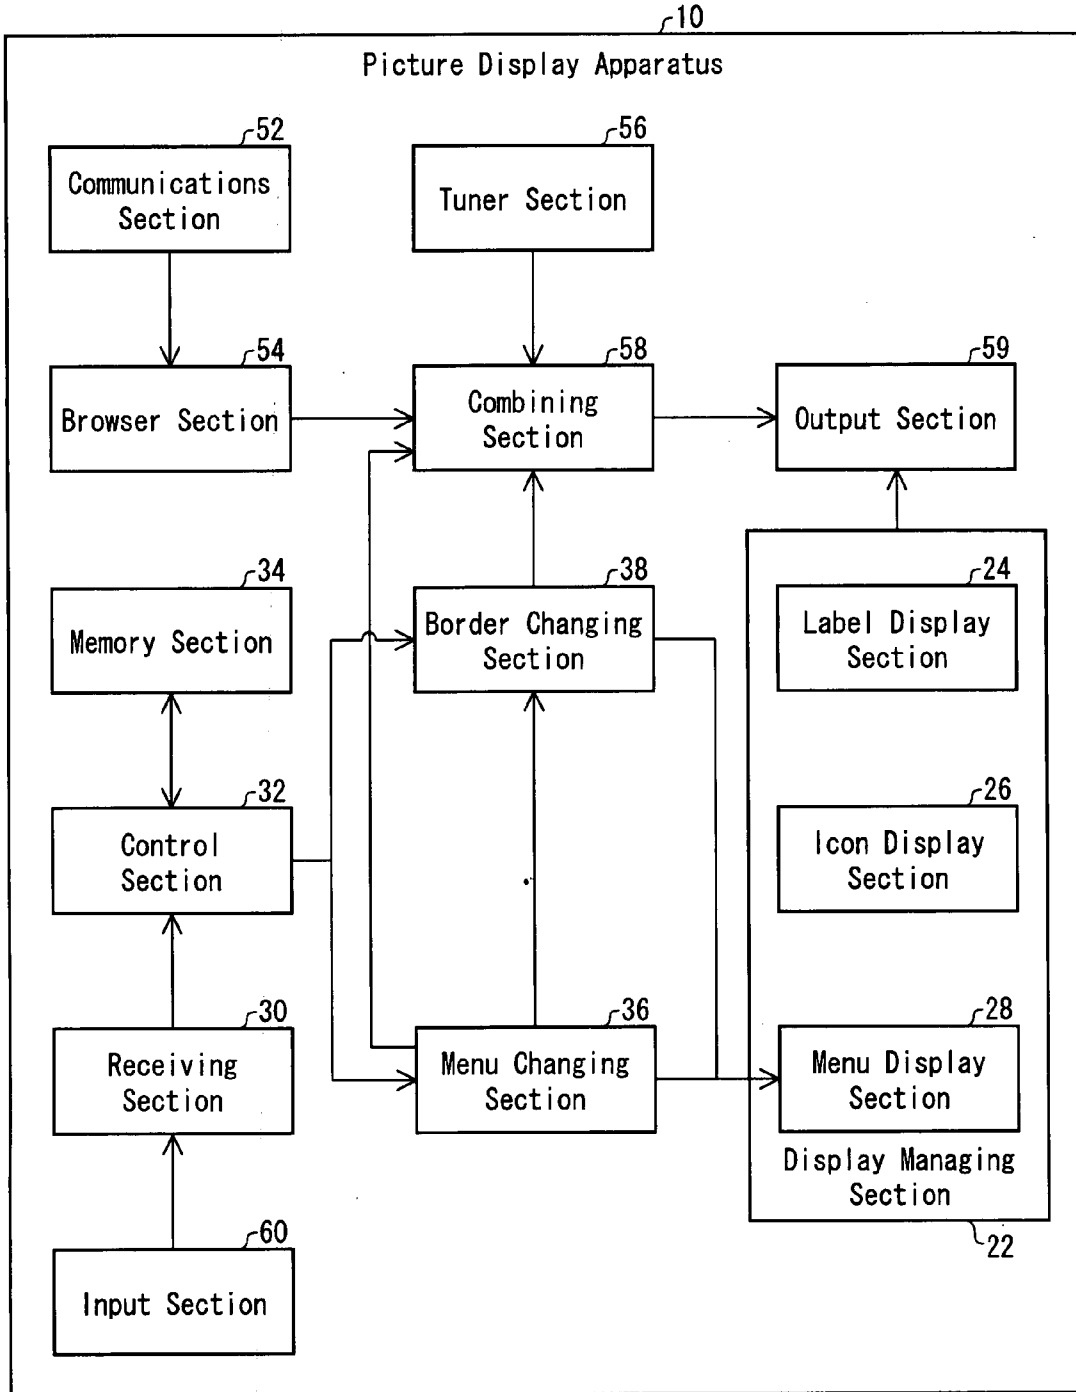 10
Picture Display Apparatus
52
Communications
Section
56
Tuner Section
54
Browser Section
58
Combining
Section
59
Output Section
34
Memory Section
38
Border Changing
Section
24
Label Display
Section
32
Control
Section
26
Icon Display
Section
30
Receiving
Section
36
Menu Changing
Section
28
Menu Display
Section
Display Managing
Section
22
60
Input Section